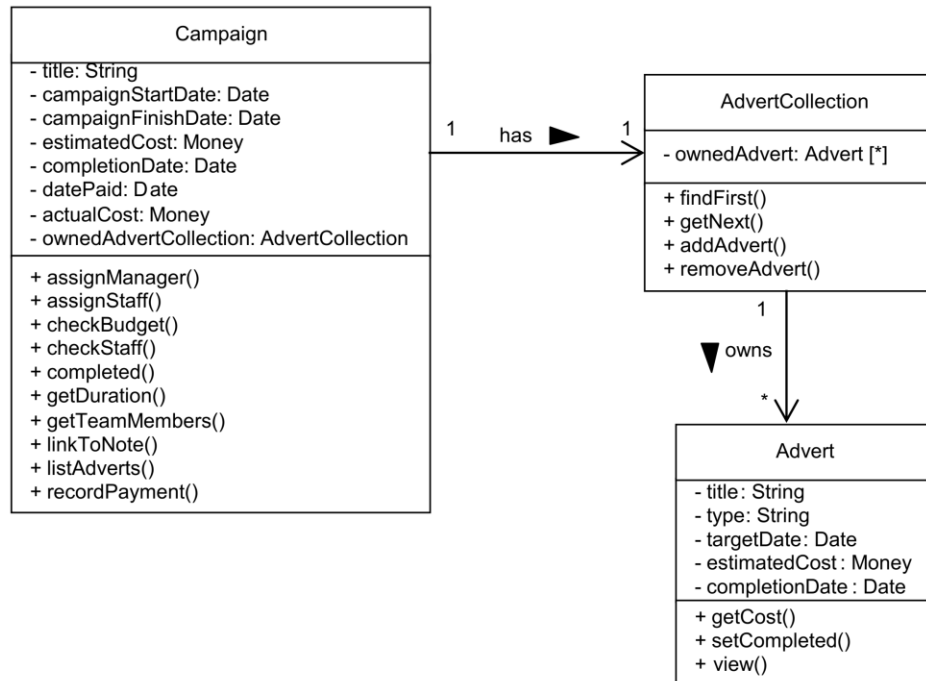 Campaign
- title: String
- campaignStartDate: Date
- campaignFinishDate: Date
- estimatedCost: Money
- completionDate: Date
- datePaid: Date
- actualCost: Money
- ownedAdvertCollection: AdvertCollection
+ assignManager()
+ assignStaff()
+ checkBudget()
+ checkStaff()
+ completed()
+ getDuration()
+ getTeamMembers()
+ linkToNote()
+ listAdverts()
+ recordPayment()
1 has 1
AdvertCollection
- ownedAdvert: Advert [*]
+ findFirst()
+ getNext()
+ addAdvert()
+ removeAdvert()
1
owns
*
Advert
- title: String
- type: String
- targetDate: Date
- estimatedCost: Money
- completionDate: Date
+ getCost()
+ setCompleted()
+ view()